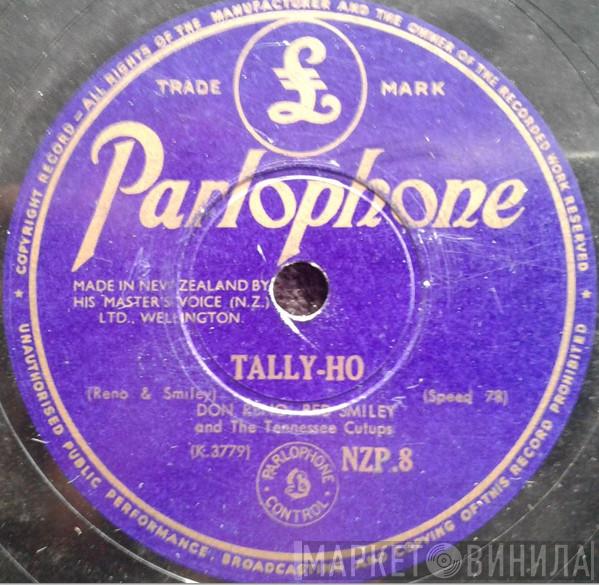 COPYRIGHT RECORD — ALL RIGHTS OF THE MANUFACTURER AND THE OWNER OF THE RECORDED WORK RESERVED
TRADE £ MARK
Parlophone
MADE IN NEW ZEALAND BY
HIS MASTER'S VOICE (N.Z.)
LTD., WELLINGTON.
TALLY-HO
(Reno & Smiley) (Speed 78)
DON RENO, RED SMILEY
and The Tennessee Cutups
(K.3779) NZP.8
PARLOPHONE
CONTROL
UNAUTHORISED PUBLIC PERFORMANCE, BROADCASTING AND COPYING OF THIS RECORD PROHIBITED
МАРКЕТ ВИНИЛА